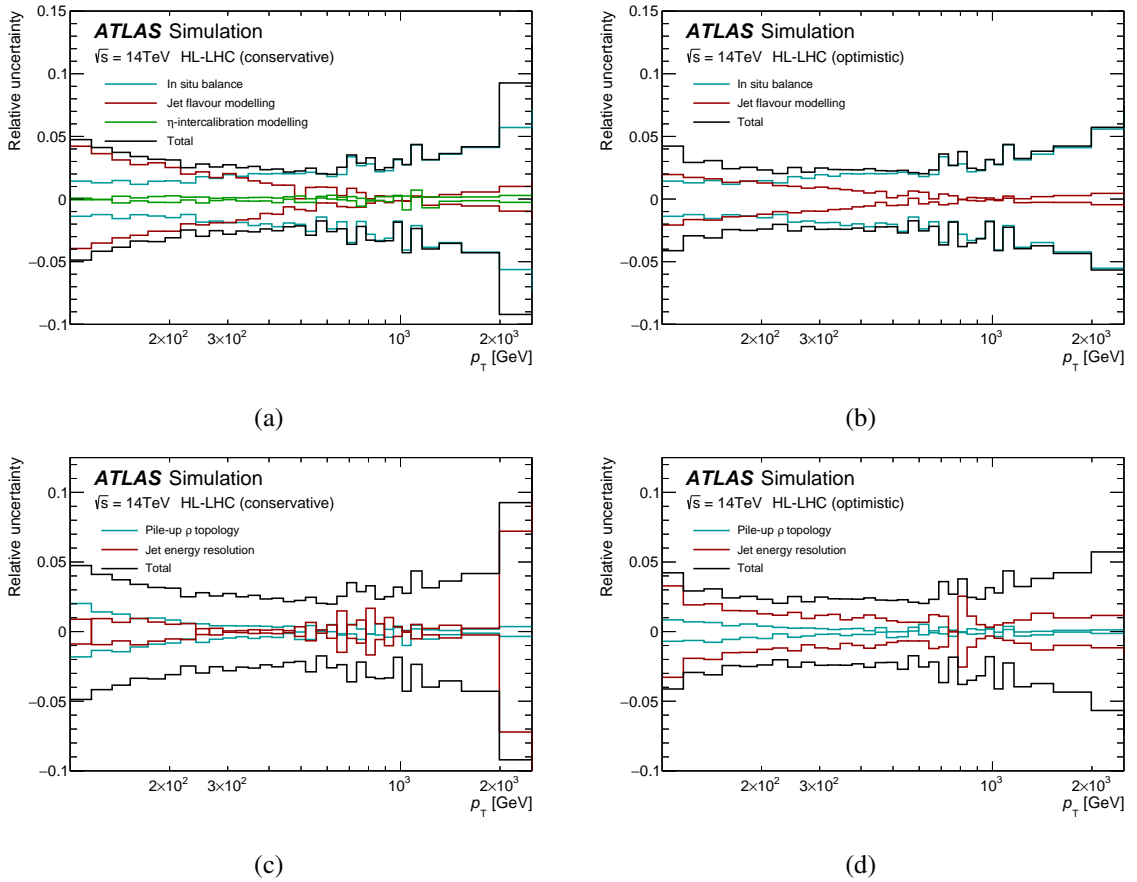 ATLAS Simulation
√s = 14TeV HL-LHC (conservative)
In situ balance
Jet flavour modelling
η-intercalibration modelling
Total
Relative uncertainty
0.15
0.1
0.05
0
−0.05
−0.1
2×10² 3×10² 10³ 2×10³
p_T [GeV]
(a)
ATLAS Simulation
√s = 14TeV HL-LHC (optimistic)
In situ balance
Jet flavour modelling
Total
Relative uncertainty
0.15
0.1
0.05
0
−0.05
−0.1
2×10² 3×10² 10³ 2×10³
p_T [GeV]
(b)
ATLAS Simulation
√s = 14TeV HL-LHC (conservative)
Pile-up ρ topology
Jet energy resolution
Total
Relative uncertainty
0.1
0.05
0
−0.05
−0.1
2×10² 3×10² 10³ 2×10³
p_T [GeV]
(c)
ATLAS Simulation
√s = 14TeV HL-LHC (optimistic)
Pile-up ρ topology
Jet energy resolution
Total
Relative uncertainty
0.1
0.05
0
−0.05
−0.1
2×10² 3×10² 10³ 2×10³
p_T [GeV]
(d)